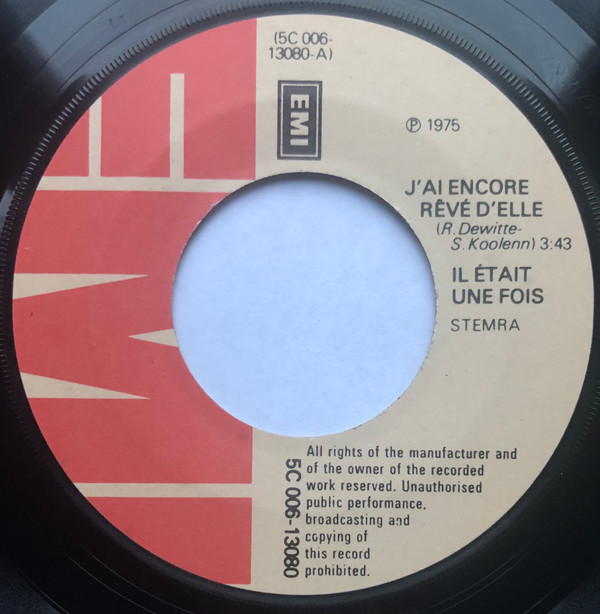 (5C 006-
13080-A)
EMI
℗ 1975
J'AI ENCORE
RÊVÉ D'ELLE
(R. Dewitte-
S. Koolenn) 3:43
IL ÉTAIT
UNE FOIS
STEMRA
All rights of the manufacturer and
of the owner of the recorded
work reserved. Unauthorised
public performance,
broadcasting and
copying of
this record
prohibited.
5C 006-13080
EMI